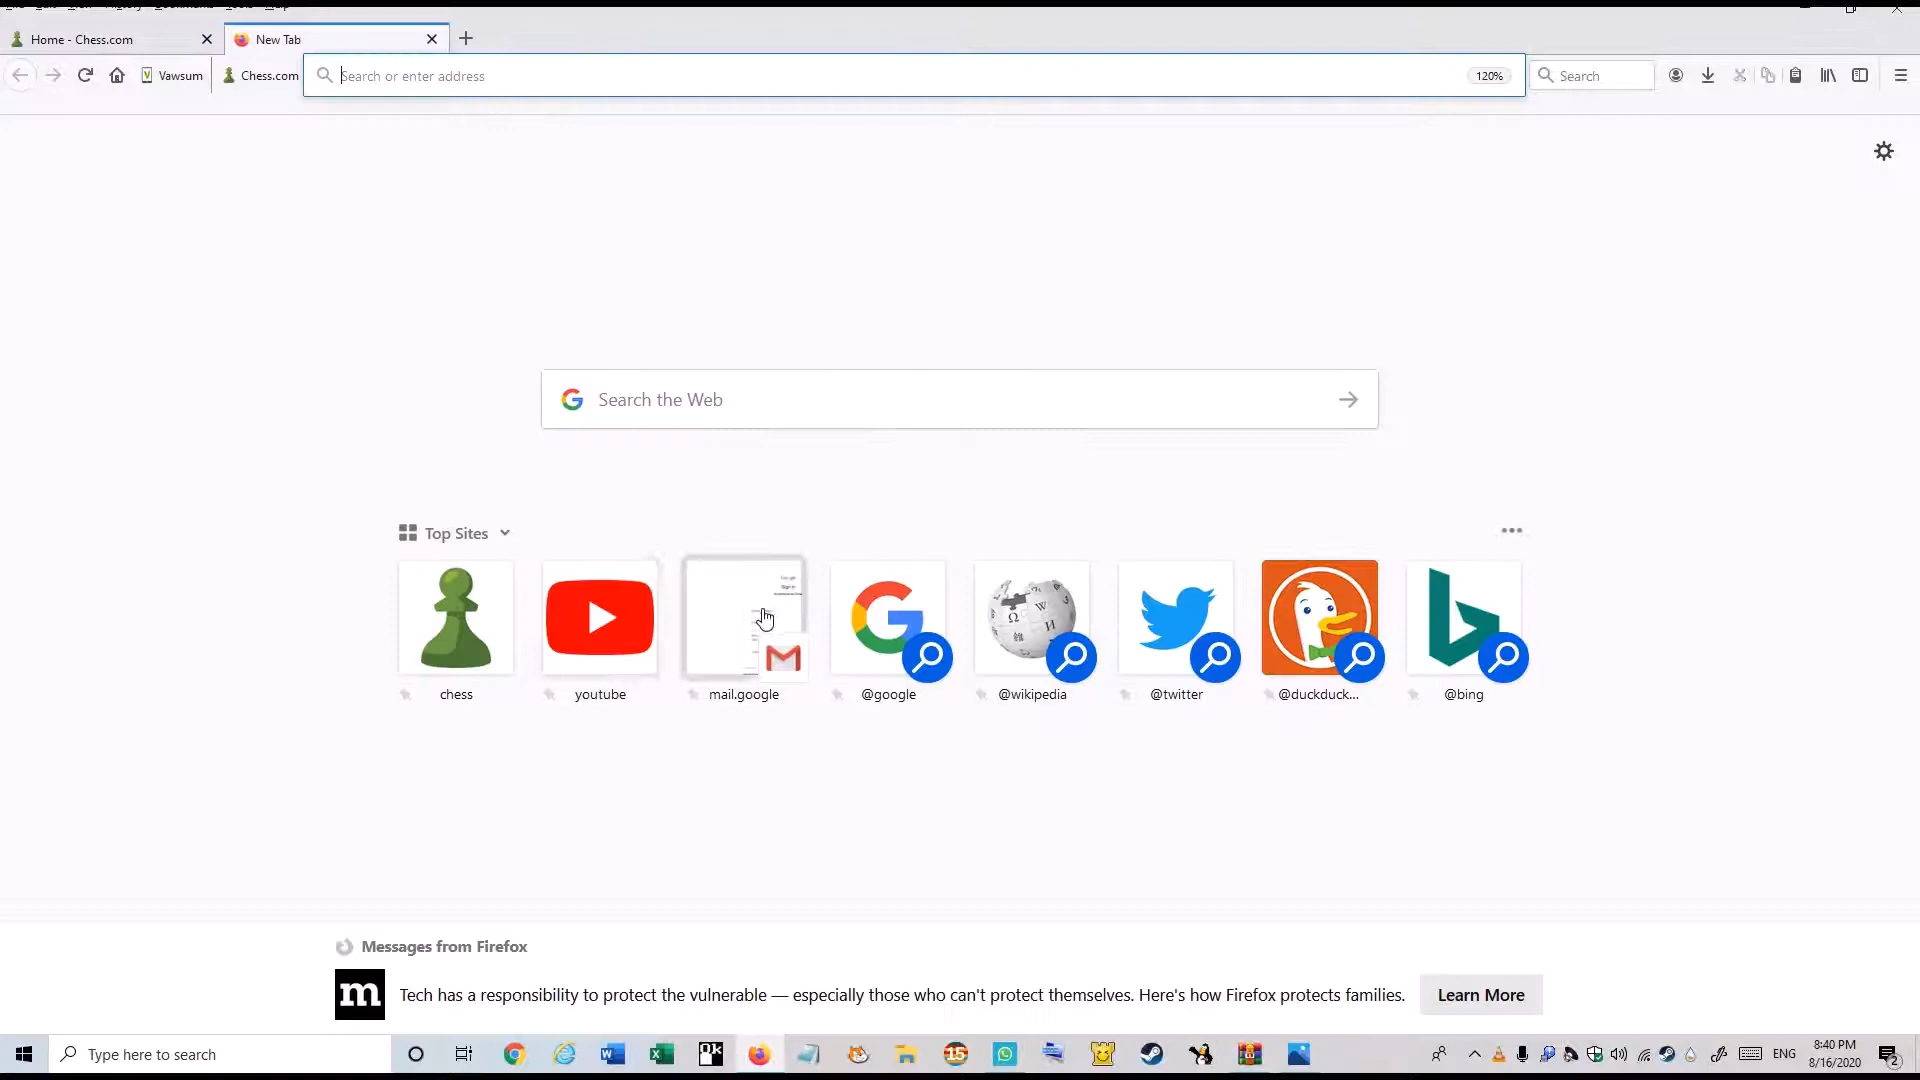 Home - Chess.com
New Tab
Vawsum
Chess.com
Search or enter address
120%
Search
Search the Web
Top Sites
chess
youtube
mail.google
@google
@wikipedia
@twitter
@duckduck...
@bing
Messages from Firefox
m
Tech has a responsibility to protect the vulnerable — especially those who can't protect themselves. Here's how Firefox protects families.
Learn More
Type here to search
15
ENG
8:40 PM
8/16/2020
2